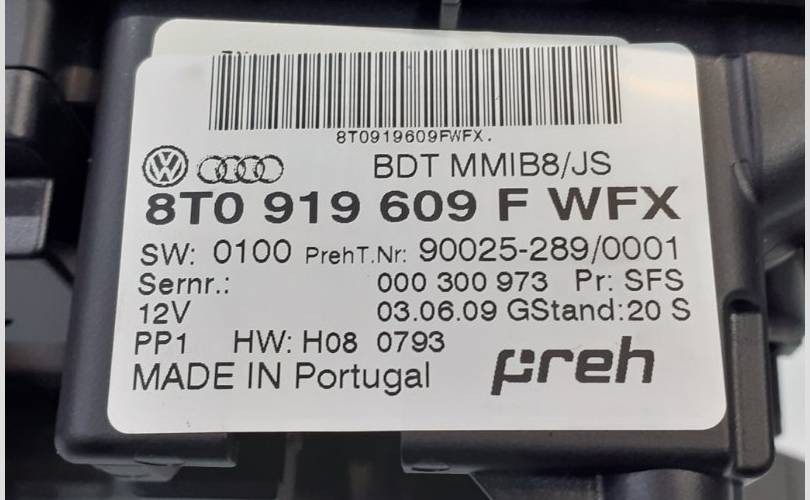 8T0919609FWFX.
BDT MMIB8/JS
8T0 919 609 F WFX
SW: 0100 PrehT.Nr: 90025-289/0001
Sernr.: 000 300 973 Pr: SFS
12V 03.06.09 GStand:20 S
PP1 HW: H08 0793
MADE IN Portugal
preh